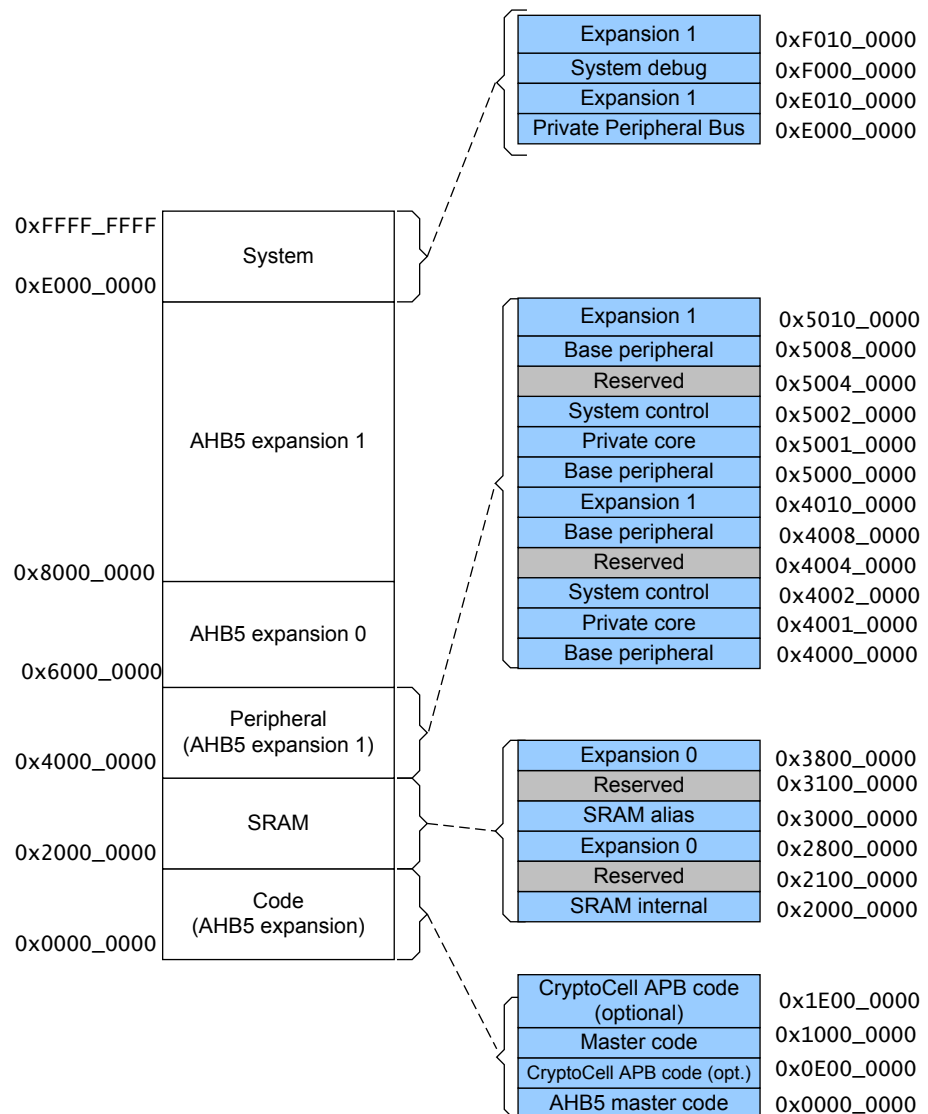 Expansion 1 0xF010_0000
System debug 0xF000_0000
Expansion 1 0xE010_0000
Private Peripheral Bus 0xE000_0000
0xFFFF_FFFF
System
0xE000_0000
AHB5 expansion 1
0x8000_0000
AHB5 expansion 0
0x6000_0000
Peripheral
(AHB5 expansion 1)
0x4000_0000
SRAM
0x2000_0000
Code
(AHB5 expansion)
0x0000_0000
Expansion 1 0x5010_0000
Base peripheral 0x5008_0000
Reserved 0x5004_0000
System control 0x5002_0000
Private core 0x5001_0000
Base peripheral 0x5000_0000
Expansion 1 0x4010_0000
Base peripheral 0x4008_0000
Reserved 0x4004_0000
System control 0x4002_0000
Private core 0x4001_0000
Base peripheral 0x4000_0000
Expansion 0 0x3800_0000
Reserved 0x3100_0000
SRAM alias 0x3000_0000
Expansion 0 0x2800_0000
Reserved 0x2100_0000
SRAM internal 0x2000_0000
CryptoCell APB code
(optional) 0x1E00_0000
Master code 0x1000_0000
CryptoCell APB code (opt.) 0x0E00_0000
AHB5 master code 0x0000_0000